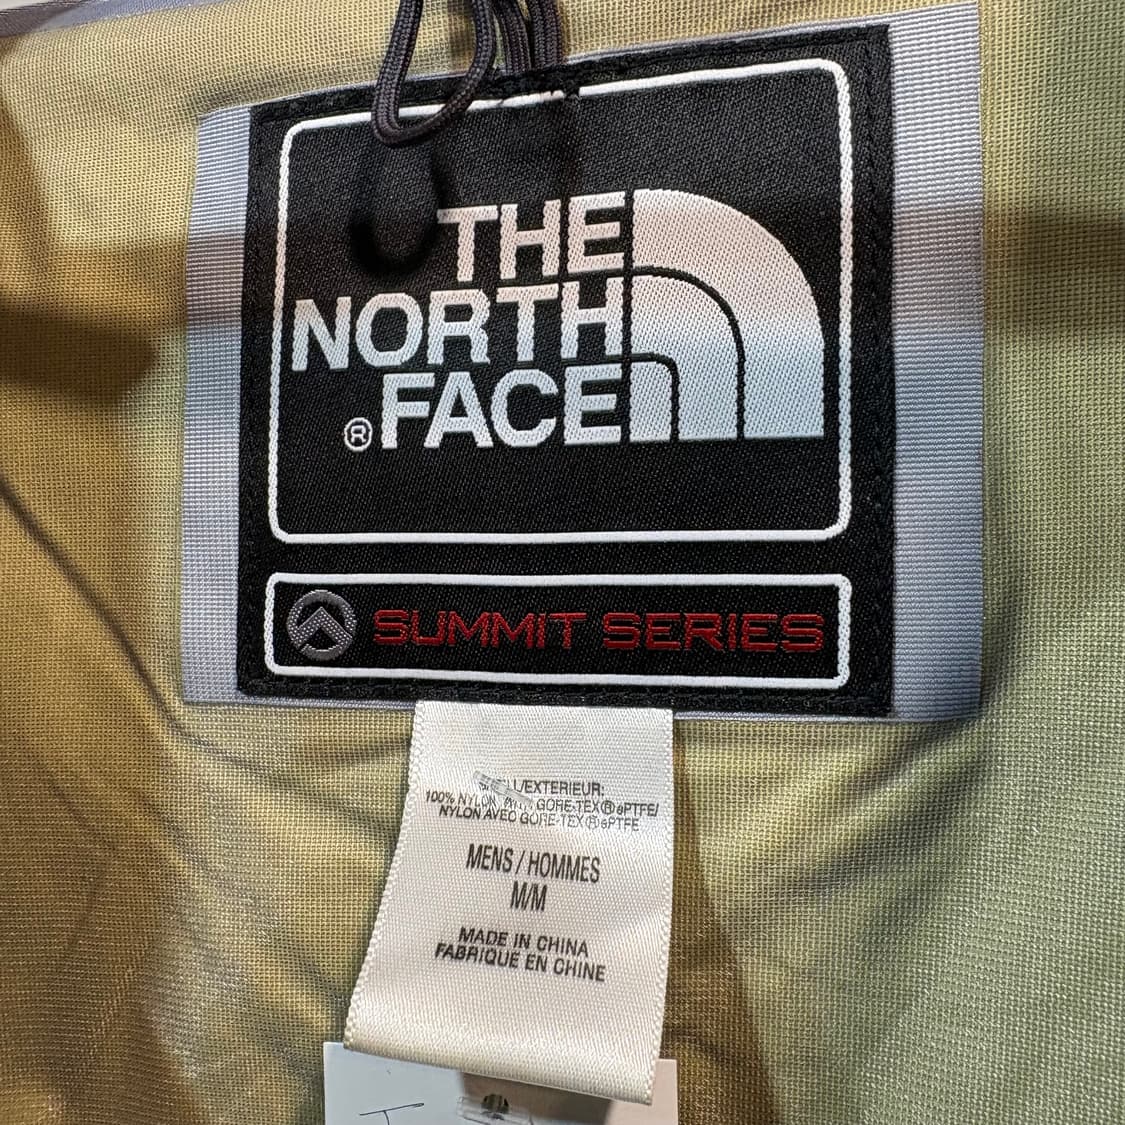 THE
NORTH
FACE
®
SUMMIT SERIES
/EXTERIEUR:
100% NYLON GORE-TEX® ePTFE/
NYLON AVEC GORE-TEX® ePTFE
MENS / HOMMES
M/M
MADE IN CHINA
FABRIQUÉ EN CHINE